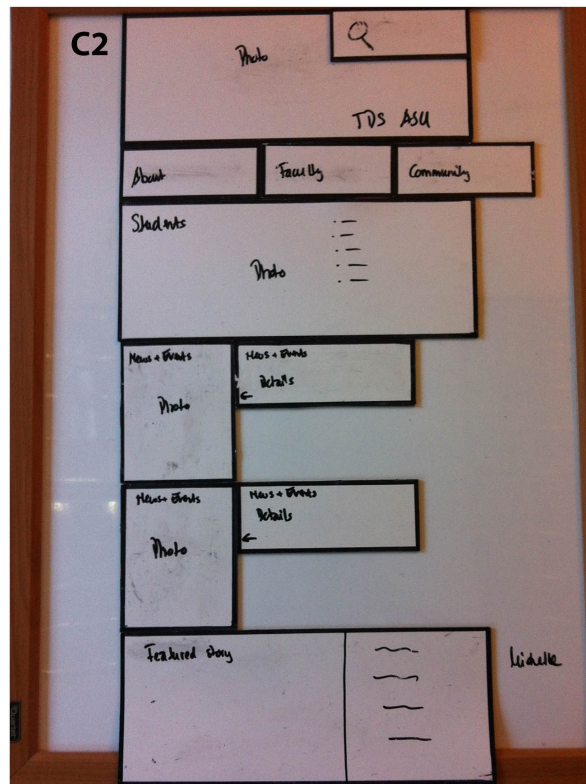 C2
Photo
TDS ASU
About
Faculty
Community
Students
Photo
News + Events
Photo
News + Events
Details
News + Events
Photo
News + Events
Details
Featured story
Michelle